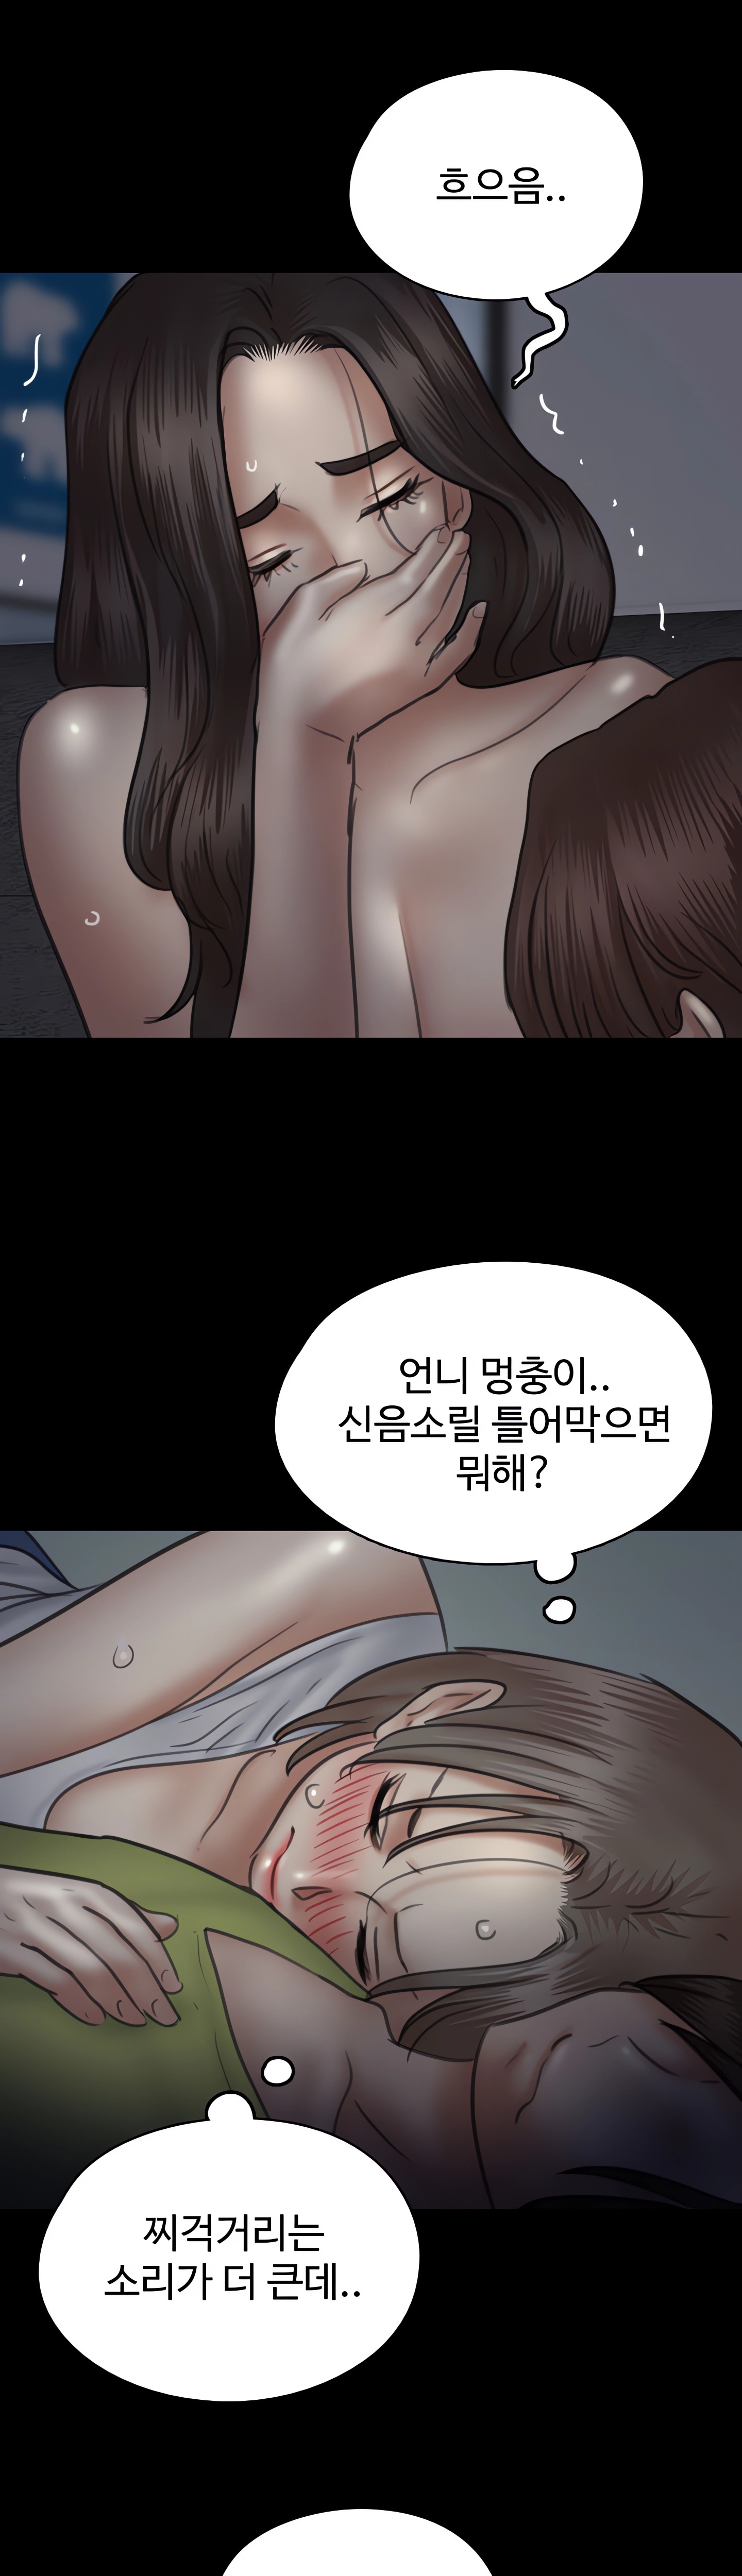 흐으음..
언니 멍충이..
신음소릴 틀어막으면
뭐해?
찌걱거리는
소리가 더 큰데..